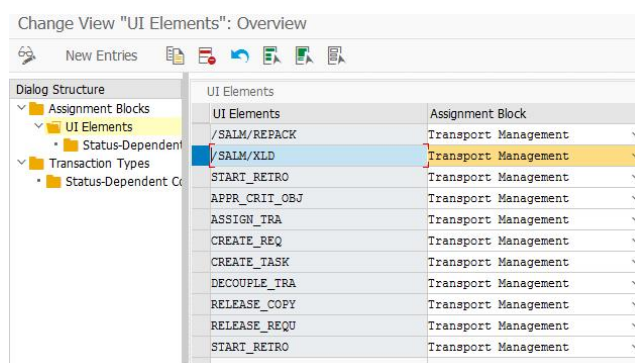 Change View "UI Elements": Overview
New Entries
Dialog Structure
Assignment Blocks
UI Elements
Status-Dependent
Transaction Types
Status-Dependent Co
UI Elements
UI Elements Assignment Block
/SALM/REPACK Transport Management
/SALM/XLD Transport Management
START_RETRO Transport Management
APPR_CRIT_OBJ Transport Management
ASSIGN_TRA Transport Management
CREATE_REQ Transport Management
CREATE_TASK Transport Management
DECOUPLE_TRA Transport Management
RELEASE_COPY Transport Management
RELEASE_REQU Transport Management
START_RETRO Transport Management